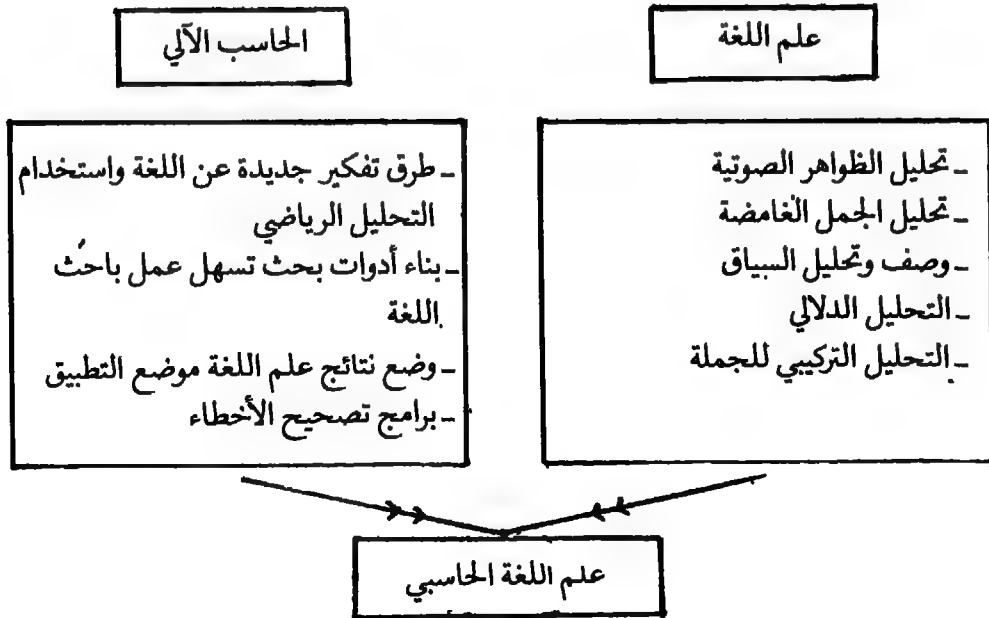 علم اللغة
الحاسب الآلي
ـ تحليل الظواهر الصوتية
ـ تحليل الجمل الغامضة
ـ وصف وتحليل السياق
ـ التحليل الدلالي
ـ التحليل التركيبي للجملة
ـ طرق تفكير جديدة عن اللغة واستخدام
التحليل الرياضي
ـ بناء أدوات بحث تسهل عمل باحث
اللغة
ـ وضع نتائج علم اللغة موضع التطبيق
ـ برامج تصحيح الأخطاء
علم اللغة الحاسبي